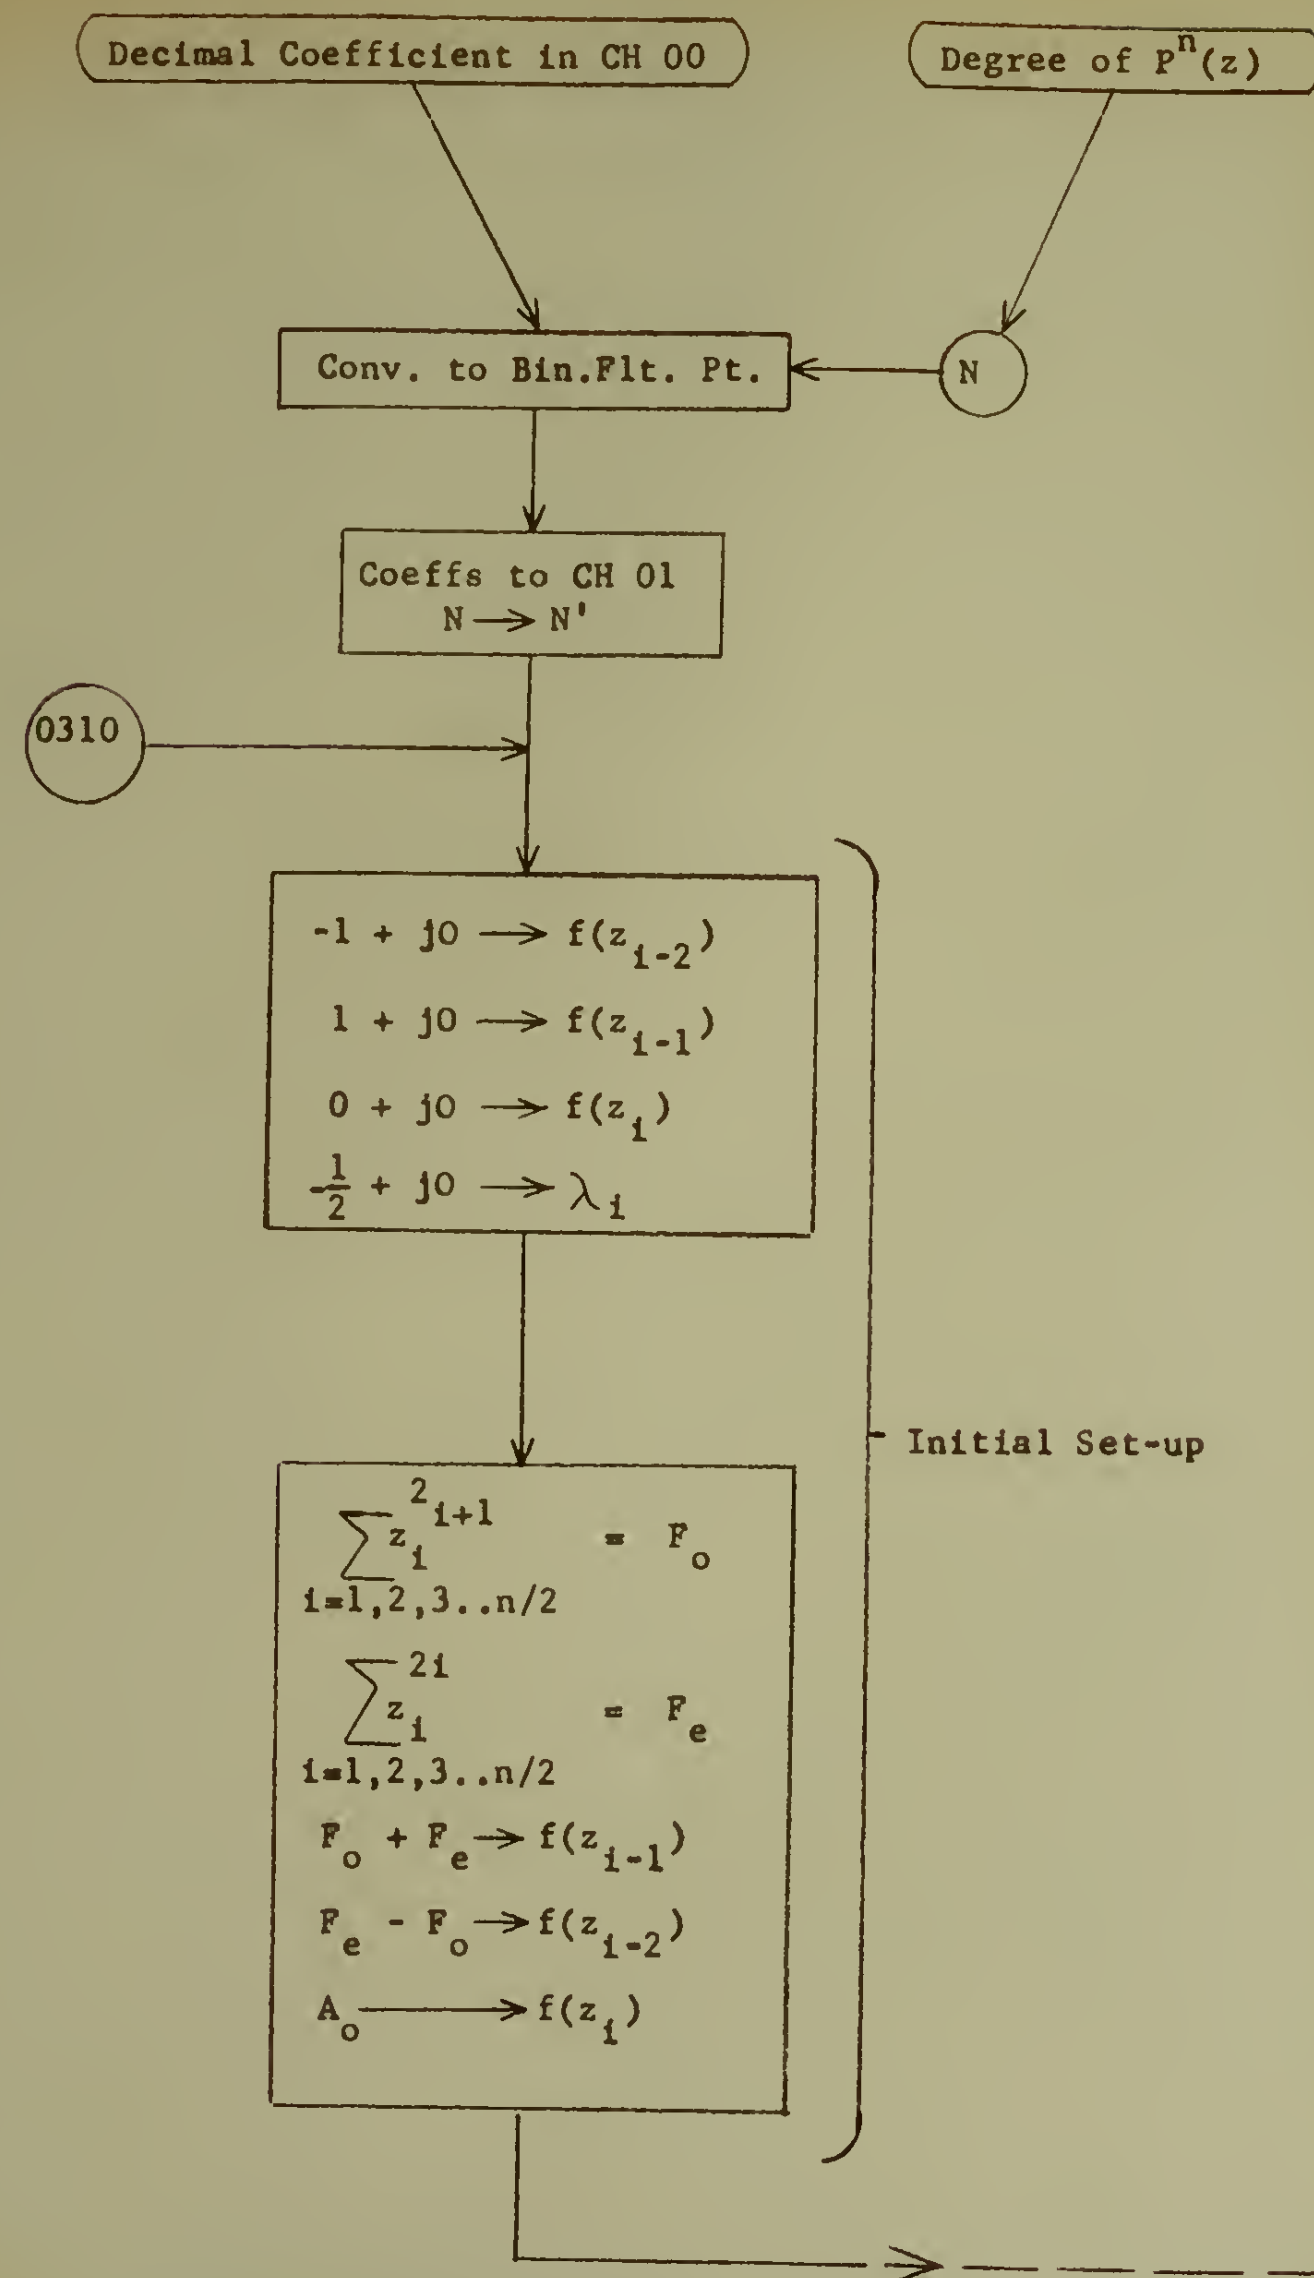 Decimal Coefficient in CH 00
Degree of Pⁿ(z)
Conv. to Bin.Flt. Pt.
N
Coeffs to CH 01
N → N'
0310
-1 + j0 → f(z_{i-2})
1 + j0 → f(z_{i-1})
0 + j0 → f(z_i)
-1/2 + j0 → λ_i
∑ z_i^{2i+1} = F_o
i=1,2,3..n/2
∑ z_i^{2i} = F_e
i=1,2,3..n/2
F_o + F_e → f(z_{i-1})
F_e - F_o → f(z_{i-2})
A_o → f(z_i)
Initial Set-up